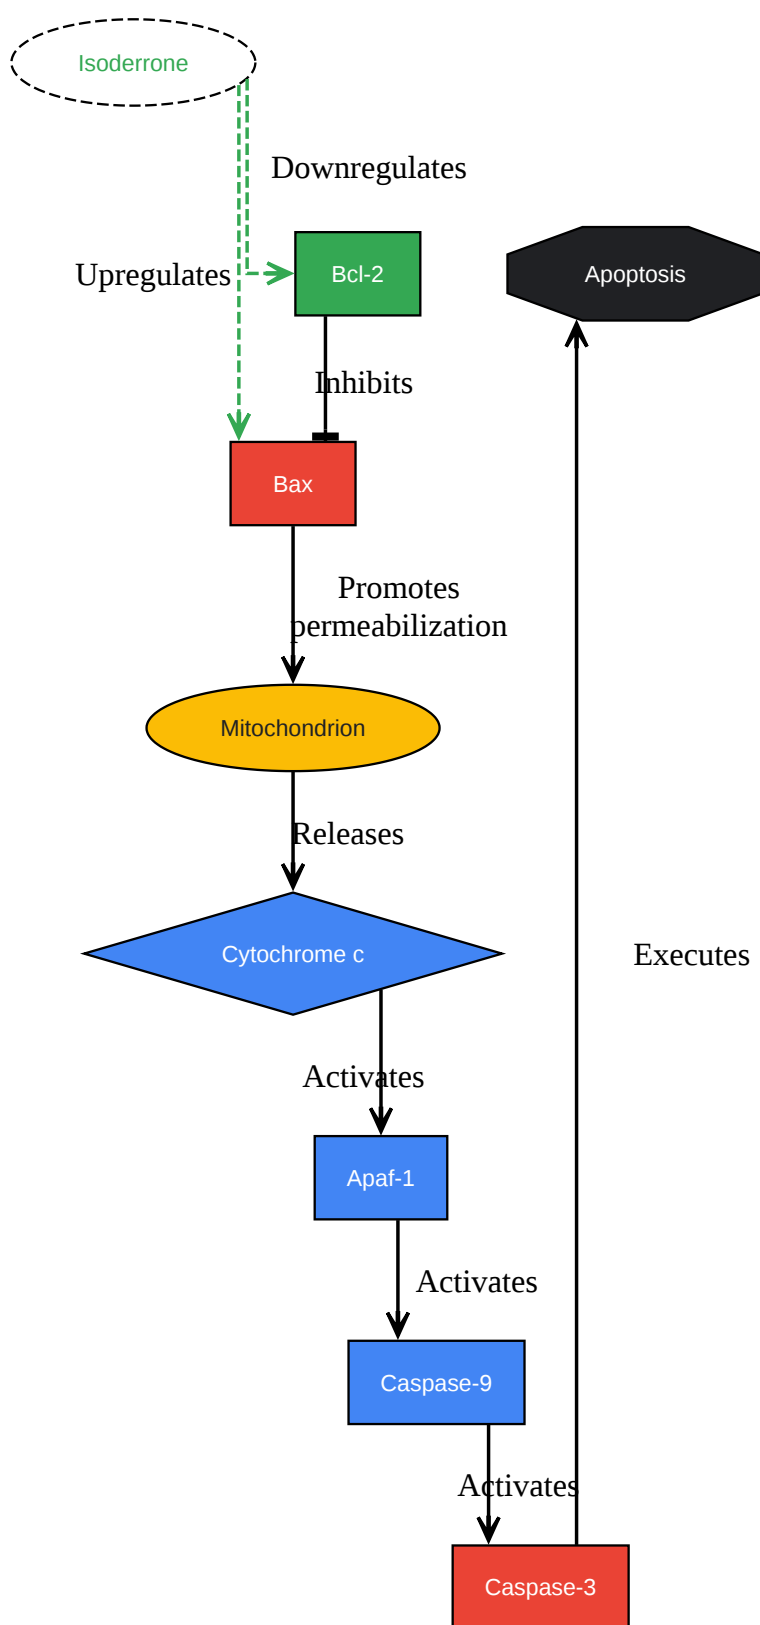 Isoderrone
Downregulates
Upregulates
Bcl-2
Apoptosis
Inhibits
Bax
Promotes
permeabilization
Mitochondrion
Releases
Cytochrome c
Executes
Activates
Apaf-1
Activates
Caspase-9
Activates
Caspase-3